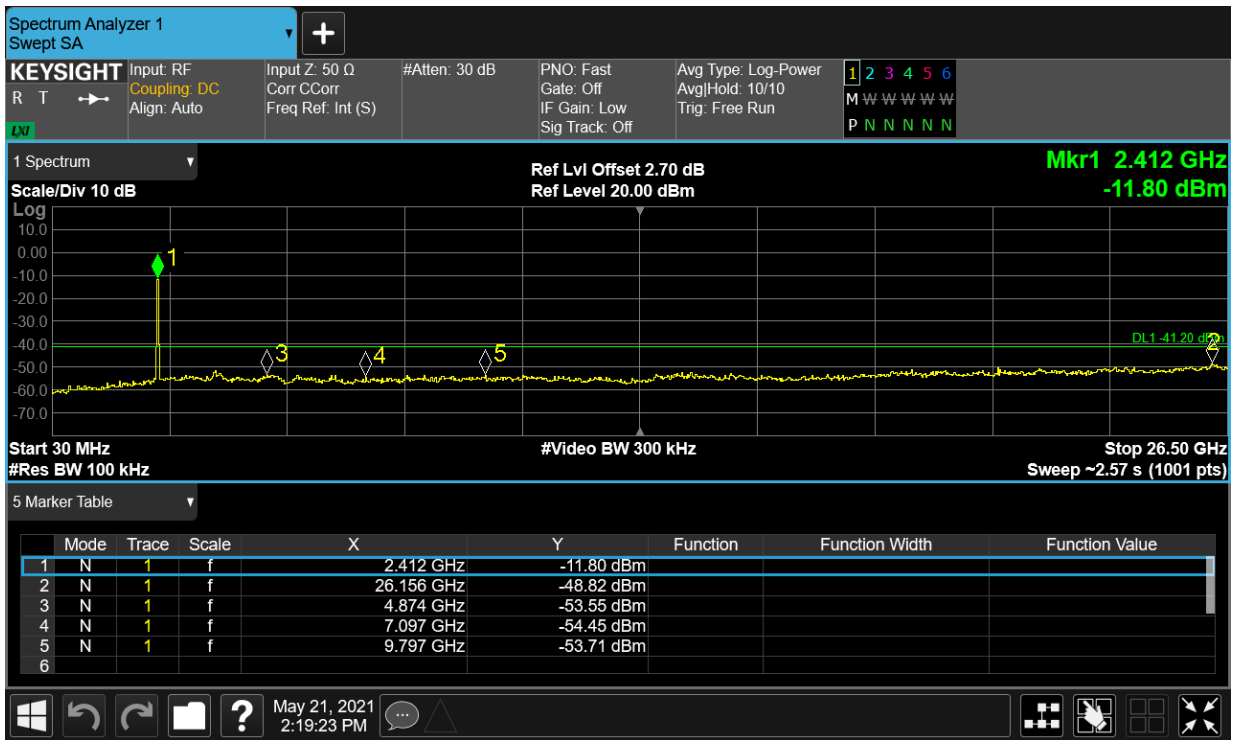 Spectrum Analyzer 1
Swept SA
+
KEYSIGHT Input: RF Input Z: 50 Ω #Atten: 30 dB PNO: Fast Avg Type: Log-Power 1 2 3 4 5 6
R T Coupling: DC Corr CCorr Gate: Off Avg|Hold: 10/10 M W W W W W
Align: Auto Freq Ref: Int (S) IF Gain: Low Trig: Free Run
LXI Sig Track: Off P N N N N N
1 Spectrum Ref Lvl Offset 2.70 dB Mkr1 2.412 GHz
Scale/Div 10 dB Ref Level 20.00 dBm -11.80 dBm
Log
10.0
0.00 1
-10.0
-20.0
-30.0
DL1 -41.20 dBm
-40.0 3 4 5 2
-50.0
-60.0
-70.0
Start 30 MHz #Video BW 300 kHz Stop 26.50 GHz
#Res BW 100 kHz Sweep ~2.57 s (1001 pts)
5 Marker Table
Mode Trace Scale X Y Function Function Width Function Value
1 N 1 f 2.412 GHz -11.80 dBm
2 N 1 f 26.156 GHz -48.82 dBm
3 N 1 f 4.874 GHz -53.55 dBm
4 N 1 f 7.097 GHz -54.45 dBm
5 N 1 f 9.797 GHz -53.71 dBm
6
? May 21, 2021
2:19:23 PM